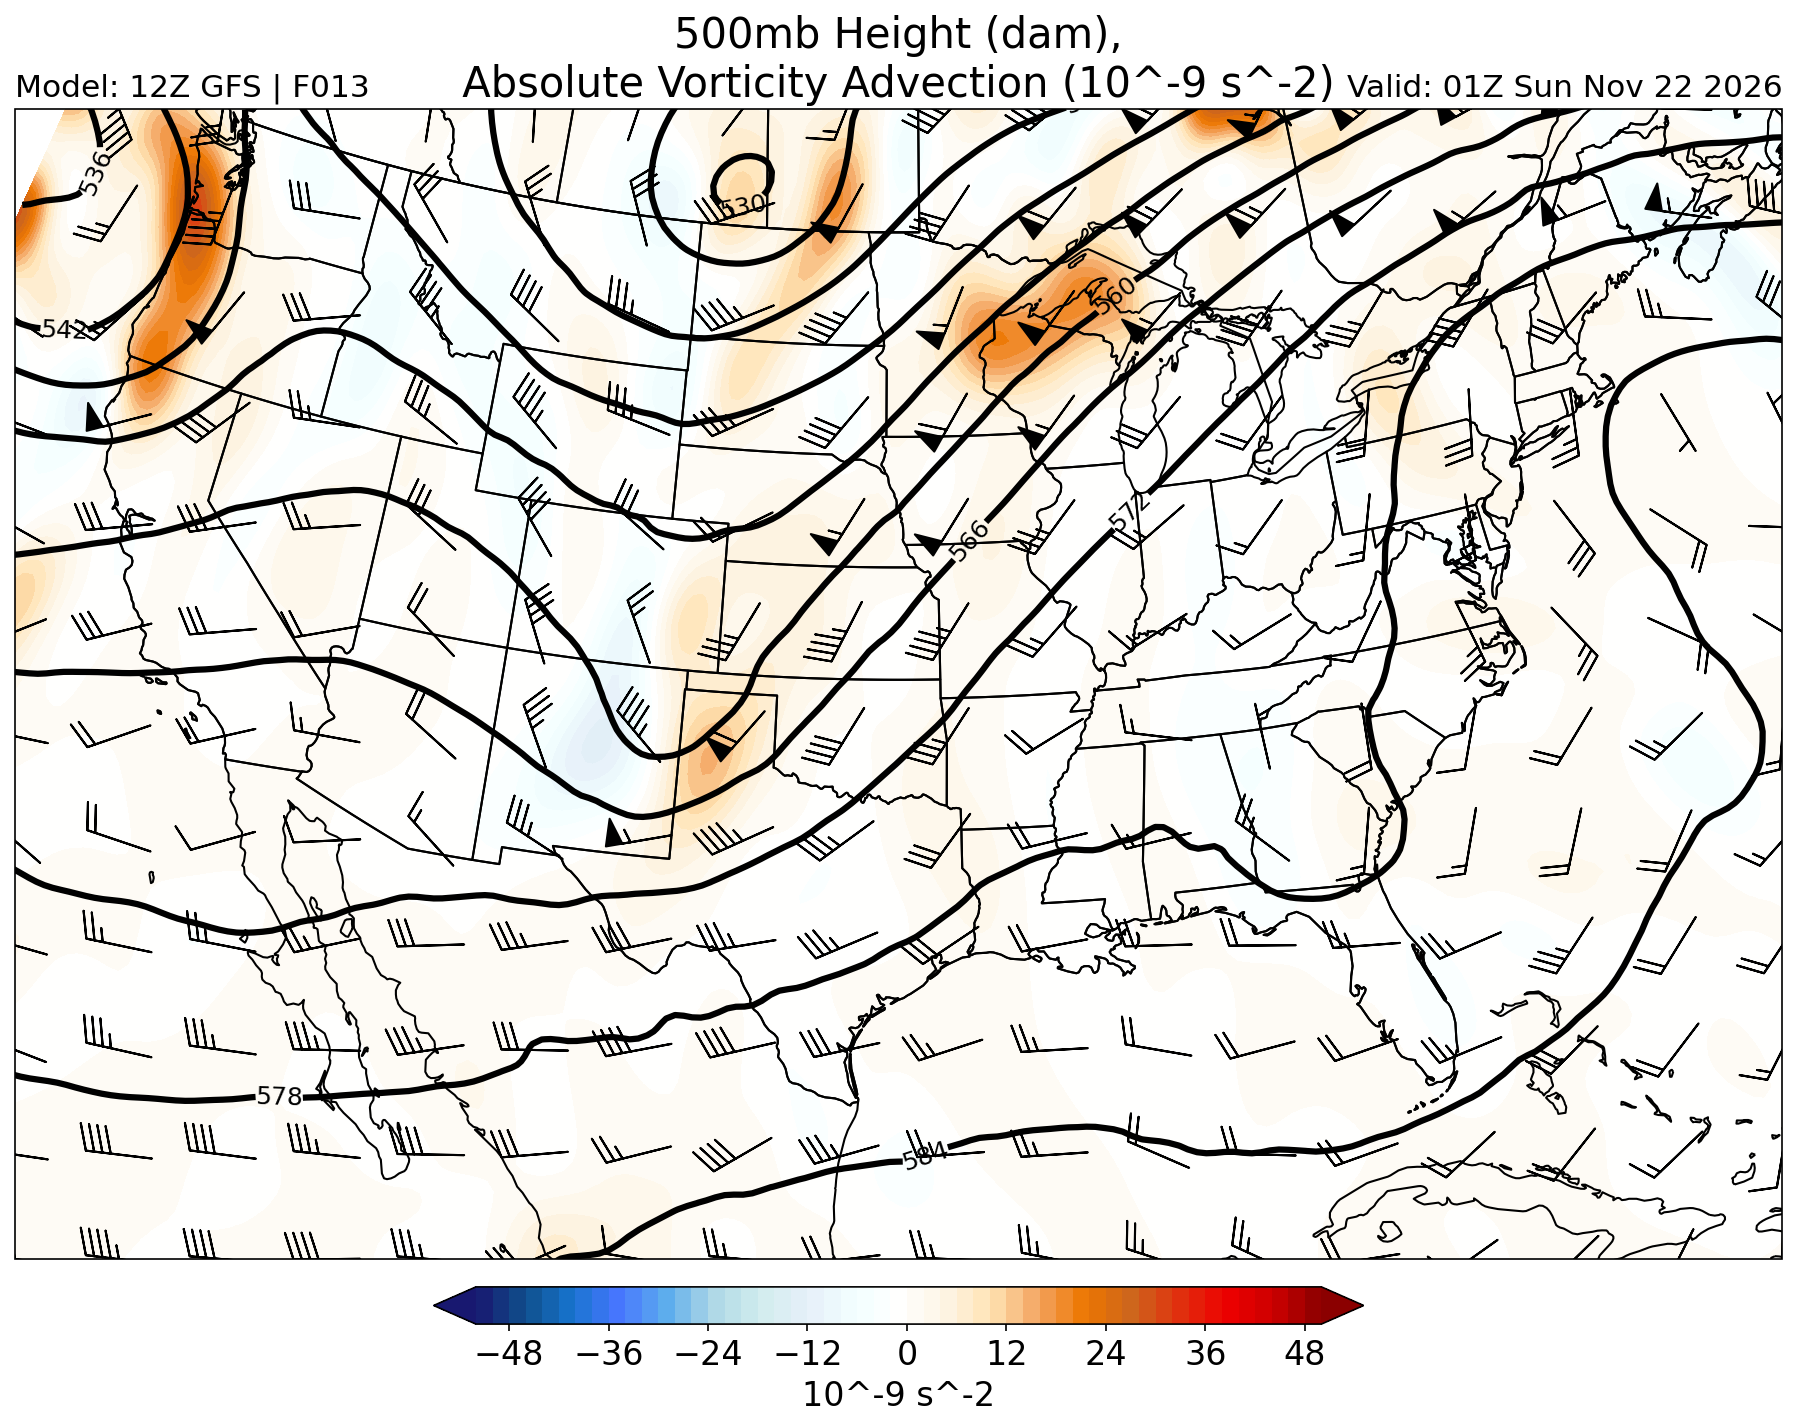 500mb Height (dam),
Model: 12Z GFS | F013
Absolute Vorticity Advection (10^-9 s^-2)
Valid: 01Z Sun Nov 22 2026
536
530
542
560
572
566
578
584
−48 −36 −24 −12 0 12 24 36 48
10^-9 s^-2